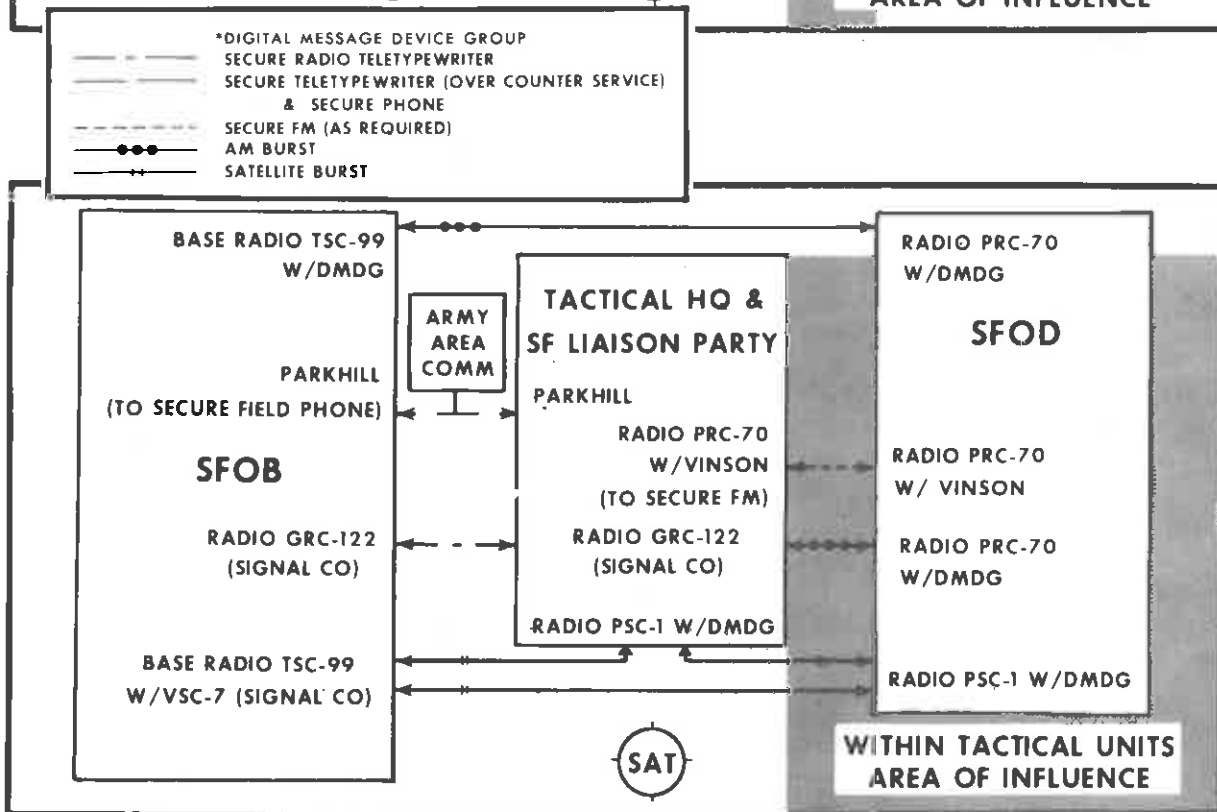 AREA OF INFLUENCE
*DIGITAL MESSAGE DEVICE GROUP
SECURE RADIO TELETYPEWRITER
SECURE TELETYPEWRITER (OVER COUNTER SERVICE)
& SECURE PHONE
SECURE FM (AS REQUIRED)
AM BURST
SATELLITE BURST
BASE RADIO TSC-99
W/DMDG
PARKHILL
(TO SECURE FIELD PHONE)
SFOB
RADIO GRC-122
(SIGNAL CO)
BASE RADIO TSC-99
W/VSC-7 (SIGNAL CO)
ARMY
AREA
COMM
TACTICAL HQ &
SF LIAISON PARTY
PARKHILL
RADIO PRC-70
W/VINSON
(TO SECURE FM)
RADIO GRC-122
(SIGNAL CO)
RADIO PSC-1 W/DMDG
SAT
RADIO PRC-70
W/DMDG
SFOD
RADIO PRC-70
W/ VINSON
RADIO PRC-70
W/DMDG
RADIO PSC-1 W/DMDG
WITHIN TACTICAL UNITS
AREA OF INFLUENCE